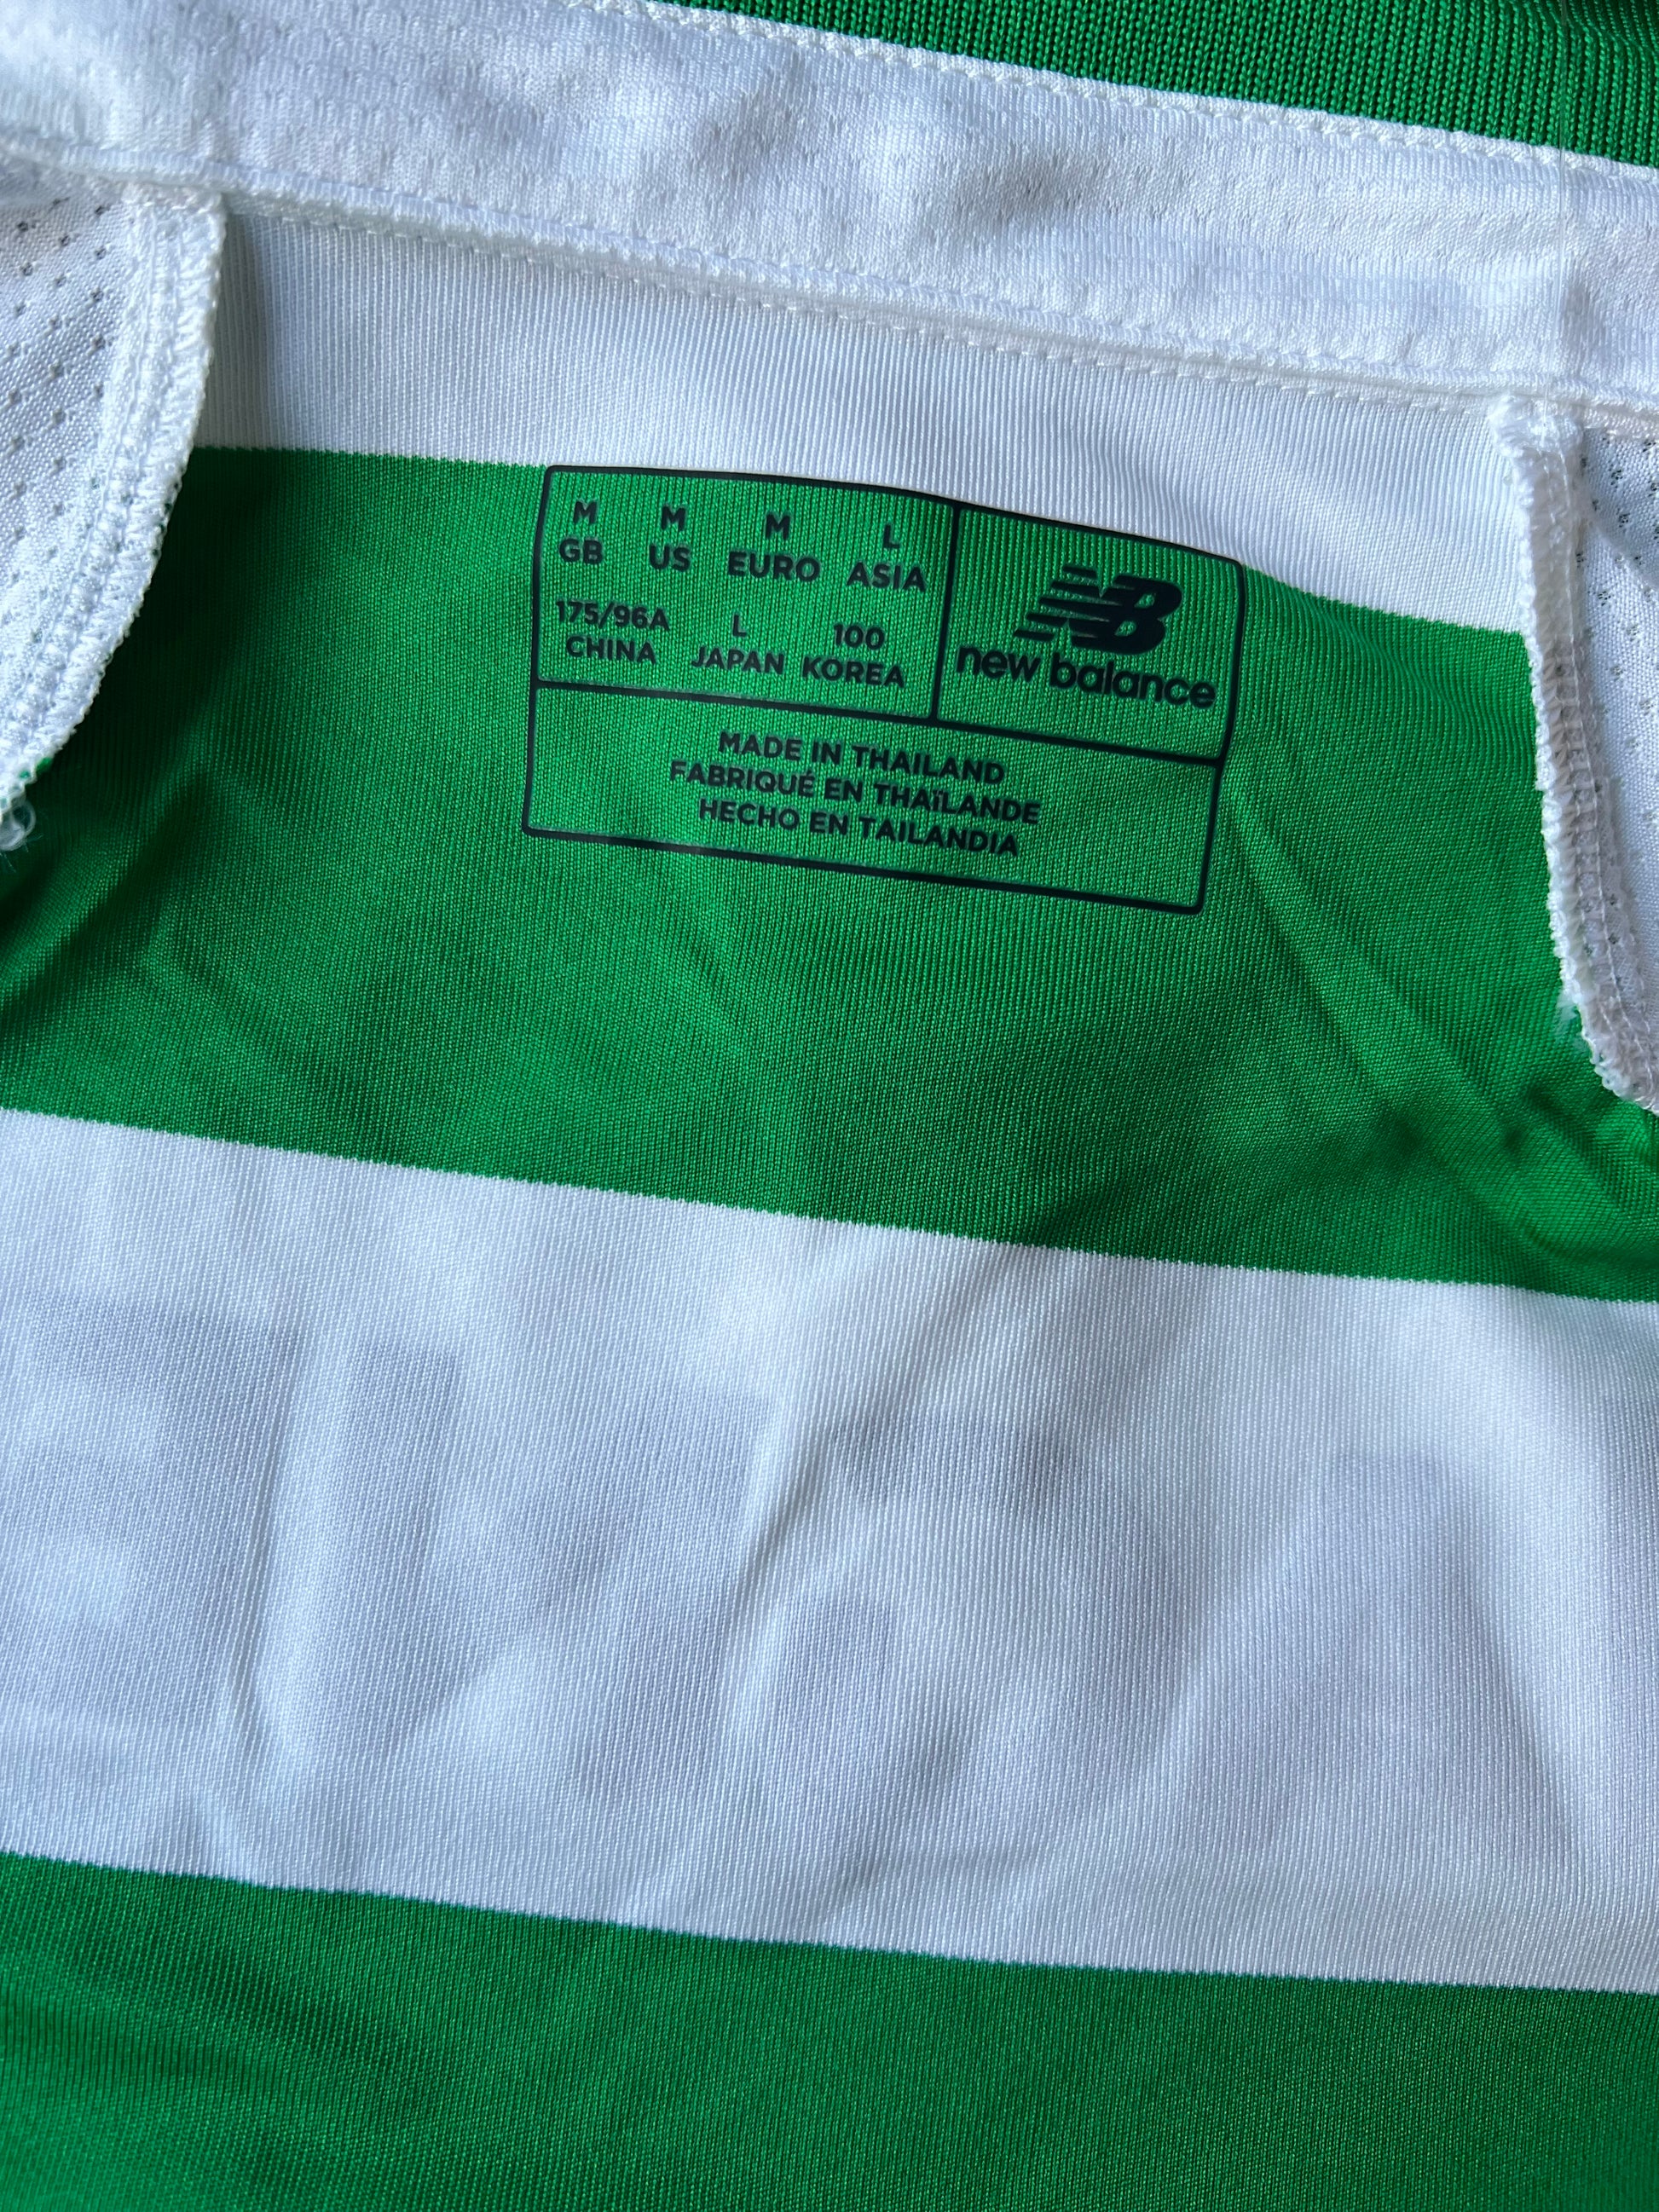 M M M L
GB US EURO ASIA
175/96A L 100
CHINA JAPAN KOREA
NB
new balance
MADE IN THAILAND
FABRIQUÉ EN THAÏLANDE
HECHO EN TAILANDIA